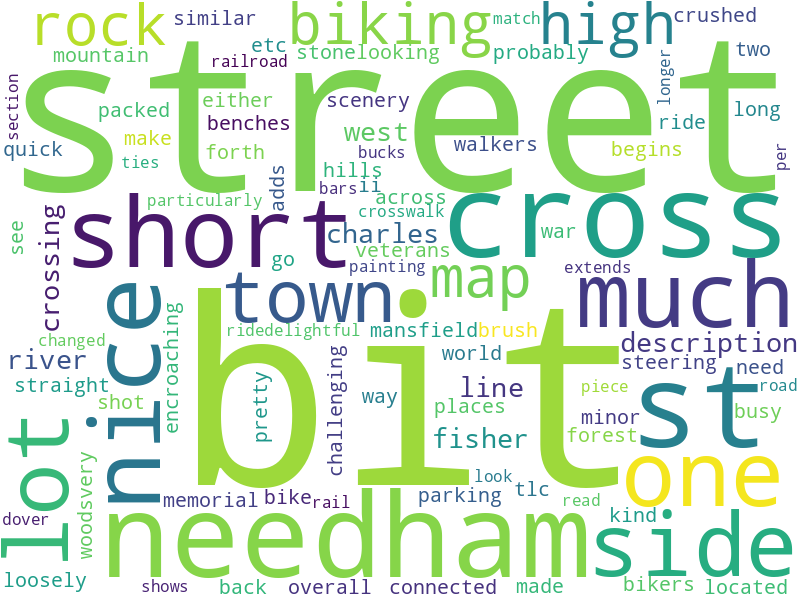 rock
similar
biking
high
match
crushed
mountain
etc
stone
looking
probably
railroad
street
section
packed
either
scenery
longer
two
long
quick
make
benches
west
walkers
ride
begins
ties
forth
bucks
per
hills
bars
ii
adds
particularly
across
cross
see
crossing
short
charles
crosswalk
war
veterans
go
painting
map
extends
much
town
nice
bit
changed
encroaching
ridedelightful
mansfield
brush
description
river
world
steering
need
straight
shot
pretty
challenging
way
line
piece
road
places
minor
st
busy
lot
fisher
forest
woodsvery
look
one
memorial
bike
rail
parking
tlc
read
dover
needham
kind
side
loosely
shows
back
overall
connected
made
bikers
located